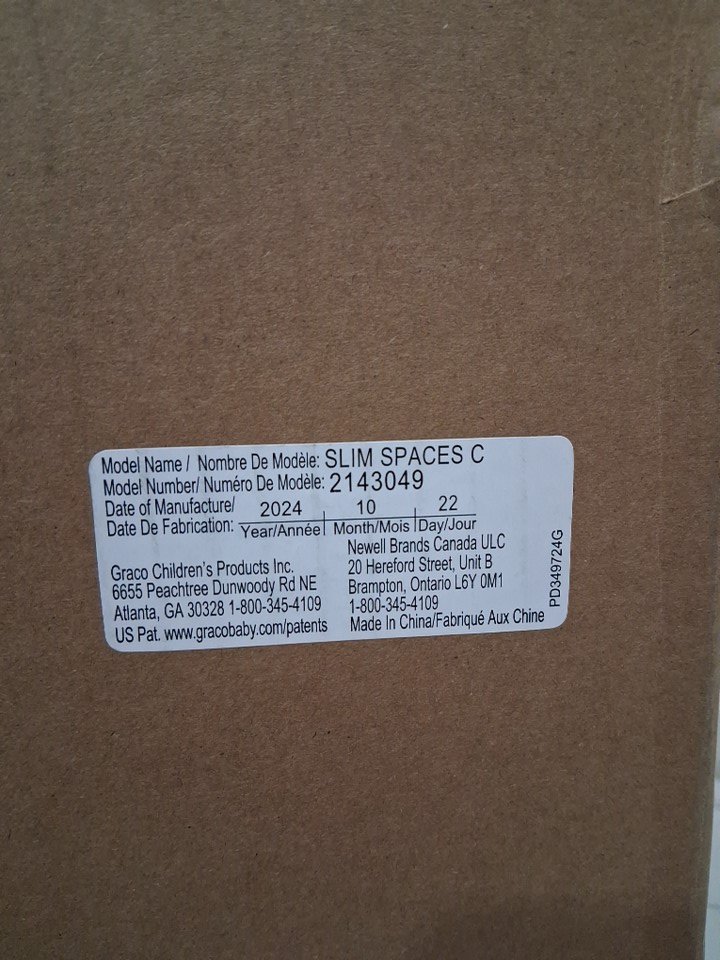 Model Name / Nombre De Modèle: SLIM SPACES C
Model Number/ Numéro De Modèle: 2143049
Date of Manufacture/ 2024 10 22
Date De Fabrication: Year/Année Month/Mois Day/Jour
Graco Children's Products Inc.
6655 Peachtree Dunwoody Rd NE
Atlanta, GA 30328 1-800-345-4109
US Pat. www.gracobaby.com/patents
Newell Brands Canada ULC
20 Hereford Street, Unit B
Brampton, Ontario L6Y 0M1
1-800-345-4109
Made In China/Fabriqué Aux Chine
PD349724G